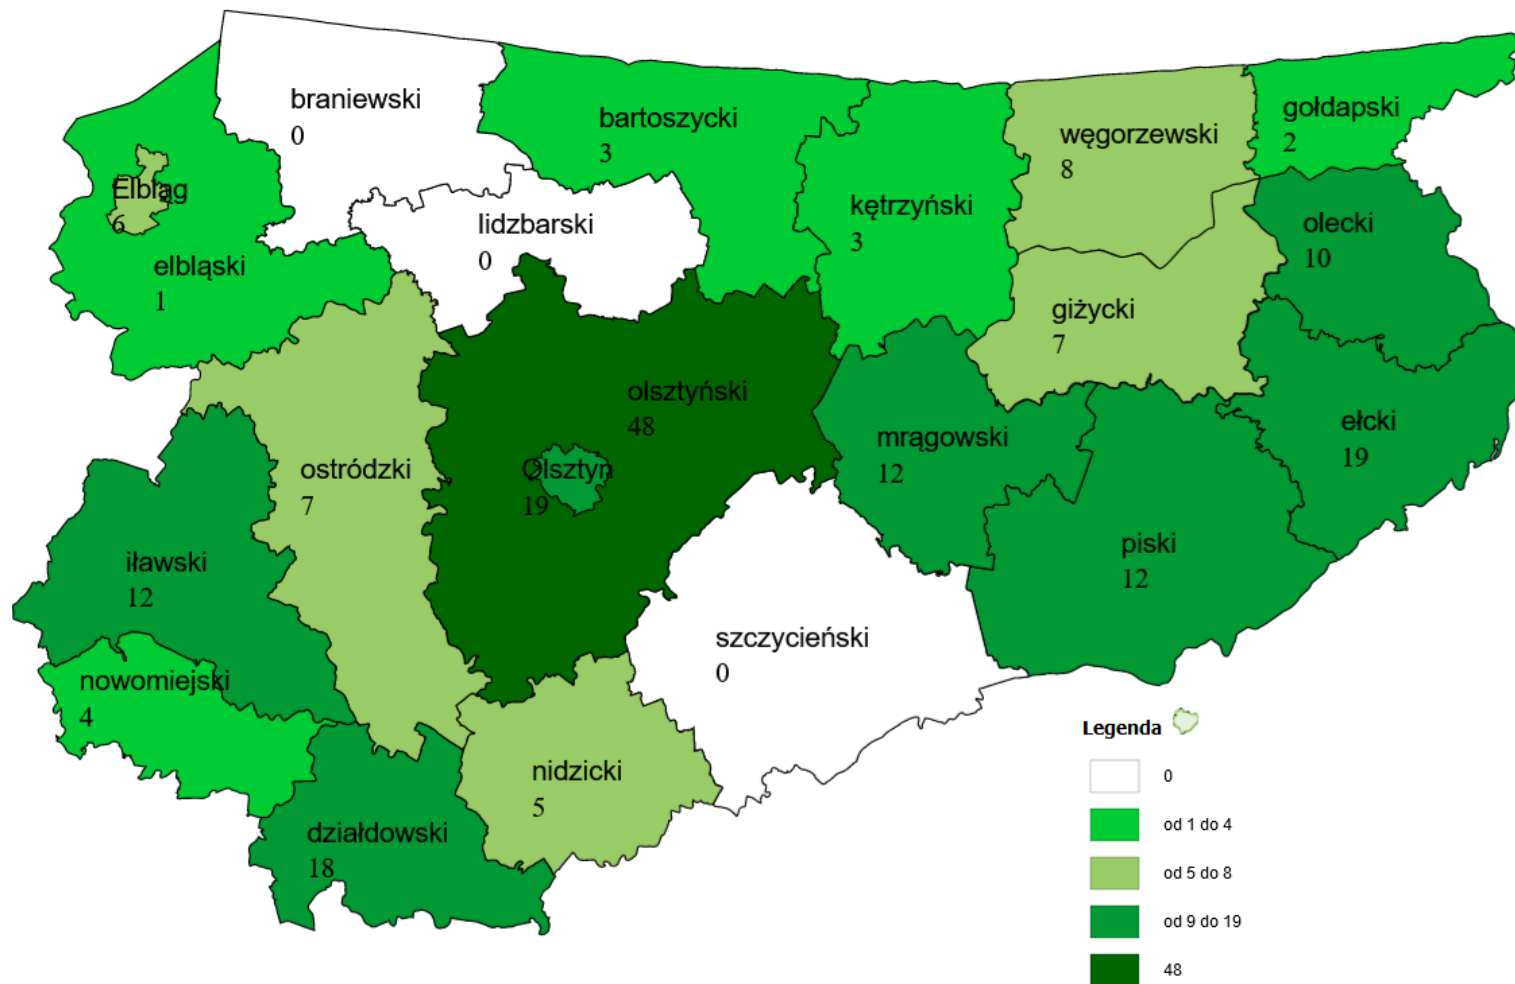 braniewski
0
bartoszycki
3
węgorzewski
8
gołdapski
2
Elbląg
6
elbląski
1
lidzbarski
0
kętrzyński
3
olecki
10
giżycki
7
olsztyński
48
Olsztyn
19
mrągowski
12
ełcki
19
ostródzki
7
iławski
12
piski
12
szczycieński
0
nowomiejski
4
nidzicki
5
działdowski
18
Legenda
0
od 1 do 4
od 5 do 8
od 9 do 19
48